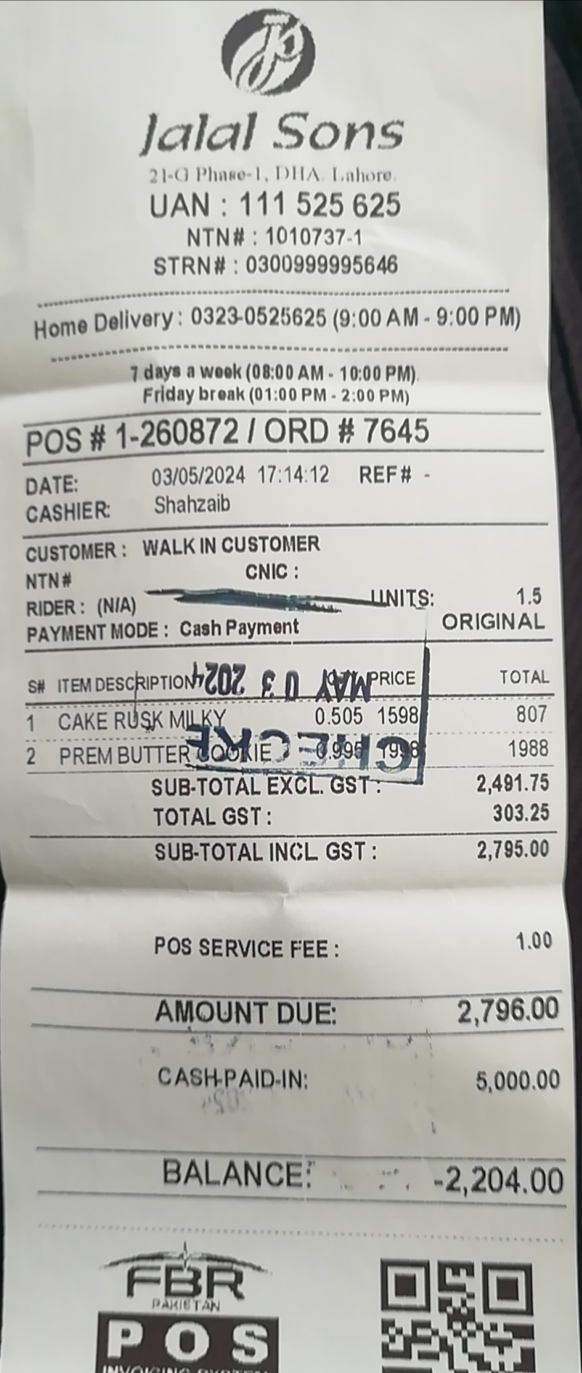 JS
Jalal Sons
21-G Phase-1, DHA. Lahore.
UAN : 111 525 625
NTN# : 1010737-1
STRN# : 0300999995646
Home Delivery : 0323-0525625 (9:00 AM - 9:00 PM)
7 days a week (08:00 AM - 10:00 PM)
Friday break (01:00 PM - 2:00 PM)
POS # 1-260872 / ORD # 7645
DATE: 03/05/2024 17:14:12 REF# -
CASHIER: Shahzaib
CUSTOMER : WALK IN CUSTOMER
NTN# CNIC :
RIDER : (N/A) UNITS: 1.5
PAYMENT MODE : Cash Payment ORIGINAL
S# ITEM DESCRIPTION PRICE TOTAL
MAY 03 2024
1 CAKE RUSK MILKY 0.505 1598 807
2 PREM BUTTER COOKIE 0.995 1998 1988
SUB-TOTAL EXCL. GST : 2,491.75
TOTAL GST : 303.25
SUB-TOTAL INCL. GST : 2,795.00
POS SERVICE FEE : 1.00
AMOUNT DUE: 2,796.00
CASH-PAID-IN: 5,000.00
BALANCE: -2,204.00
FBR
PAKISTAN
POS
INVOICING SYSTEM